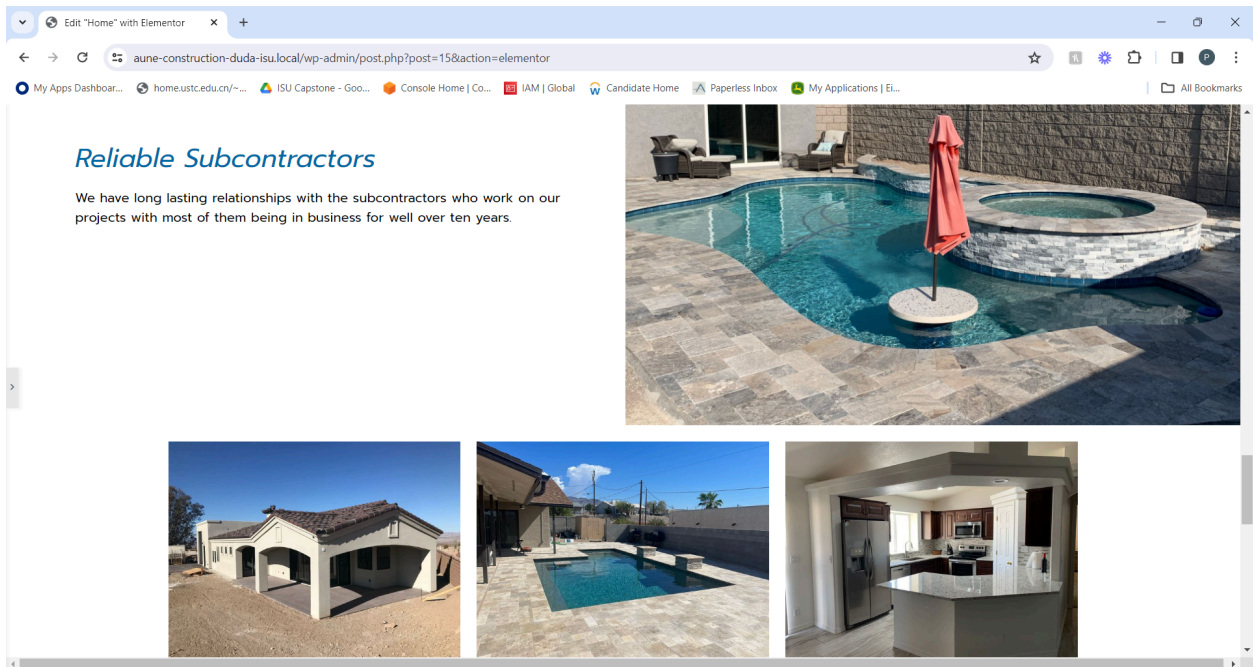 Edit "Home" with Elementor
aune-construction-duda-isu.local/wp-admin/post.php?post=15&action=elementor
My Apps Dashboar...
home.ustc.edu.cn/~...
ISU Capstone - Goo...
Console Home | Co...
IAM | Global
Candidate Home
Paperless Inbox
My Applications | Ei...
All Bookmarks
Reliable Subcontractors
We have long lasting relationships with the subcontractors who work on our
projects with most of them being in business for well over ten years.